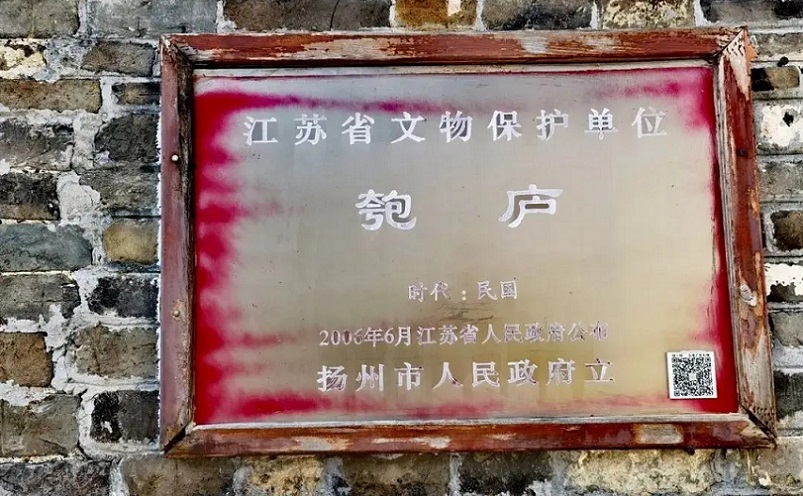 江苏省文物保护单位
匏庐
时代：民国
2006年6月江苏省人民政府公布
扬州市人民政府立